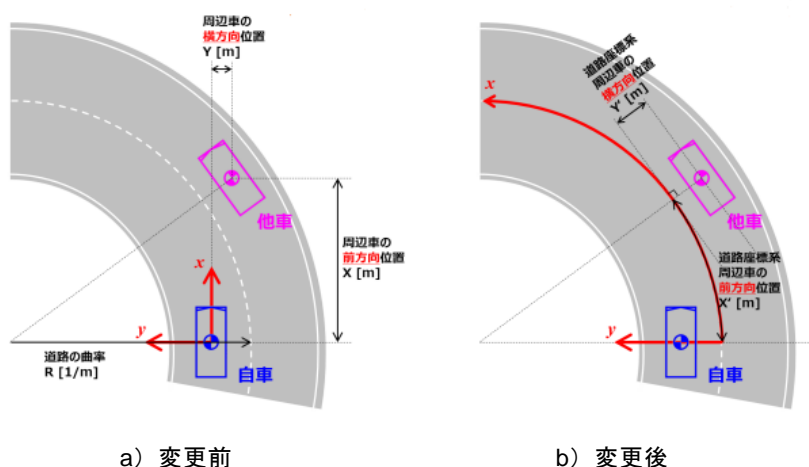 周辺車の
横方向位置
Y [m]
他車
周辺車の
前方向位置
X [m]
x
y
道路の曲率
R [1/m]
自車
a）変更前
道路座標系
周辺車の
横方向位置
Y' [m]
x
他車
道路座標系
周辺車の
前方向位置
X' [m]
y
自車
b）変更後